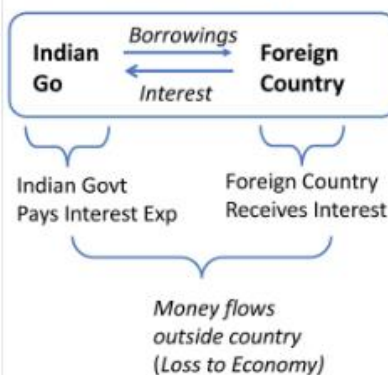 Borrowings
Indian Go
Foreign Country
Interest
Indian Govt
Pays Interest Exp
Foreign Country
Receives Interest
Money flows
outside country
(Loss to Economy)